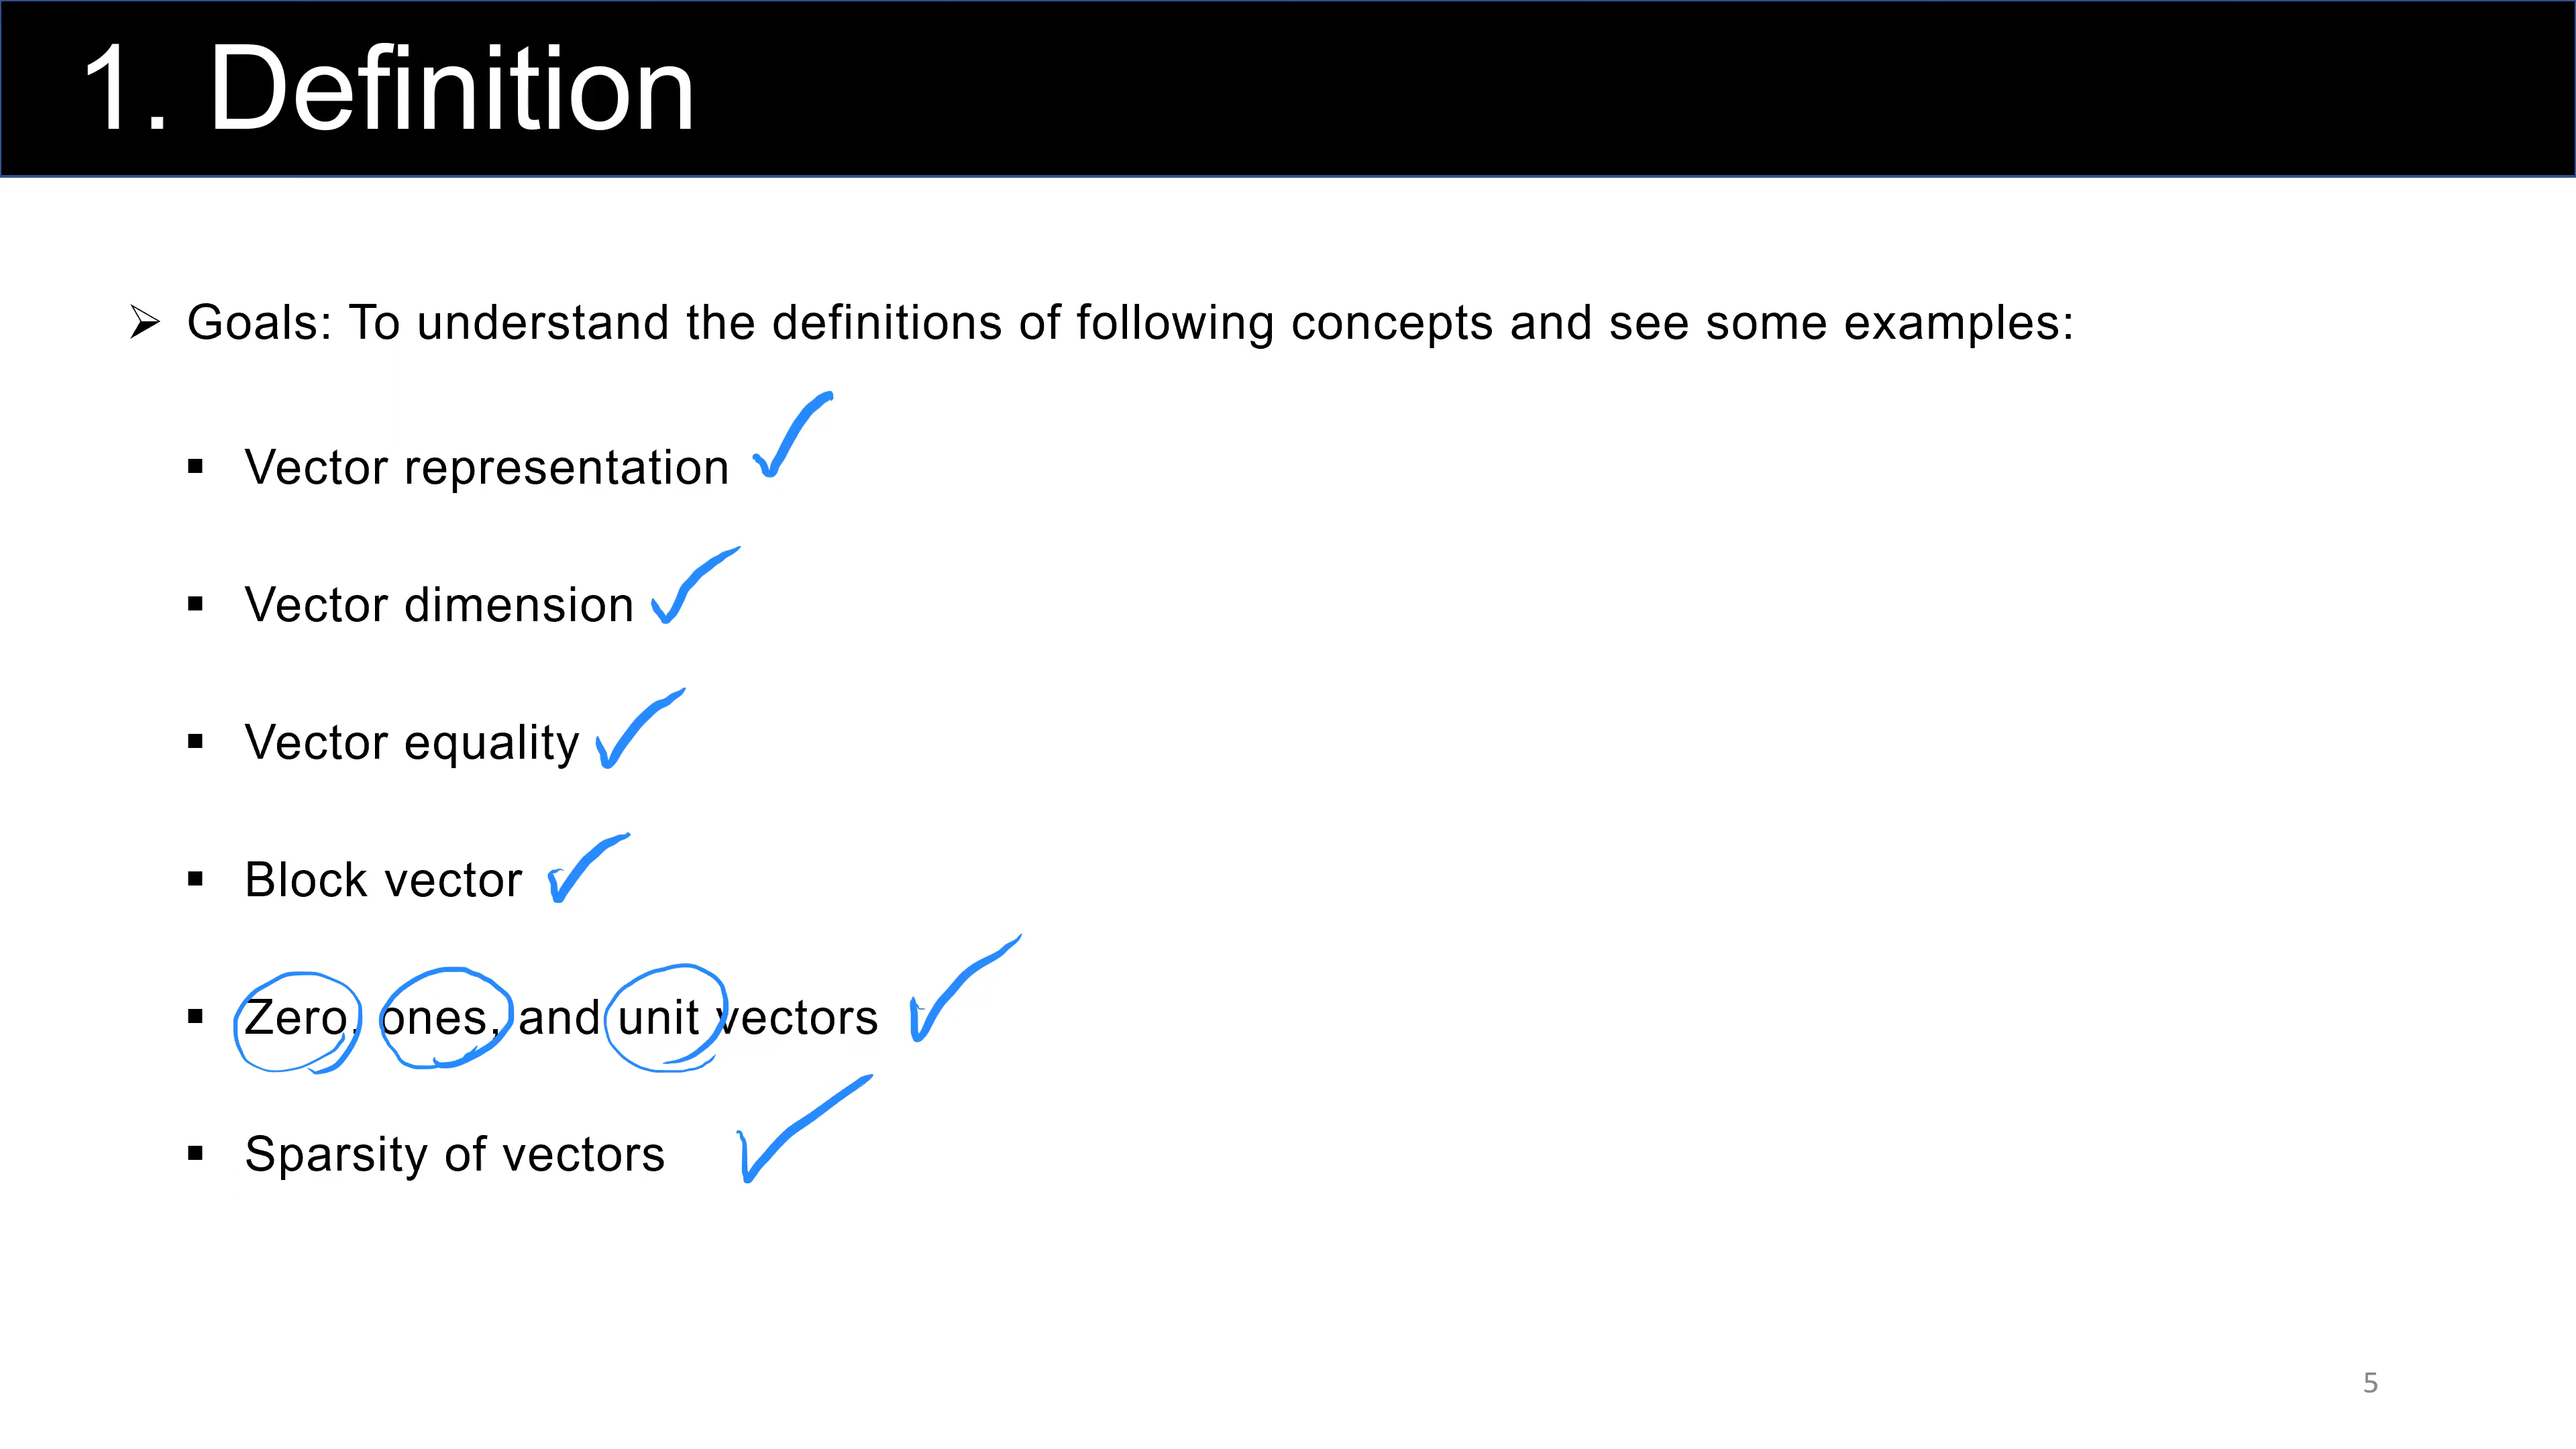 1. Definition
➢ Goals: To understand the definitions of following concepts and see some examples:
▪ Vector representation ✓
▪ Vector dimension ✓
▪ Vector equality ✓
▪ Block vector ✓
▪ Zero, ones, and unit vectors ✓
▪ Sparsity of vectors ✓
5